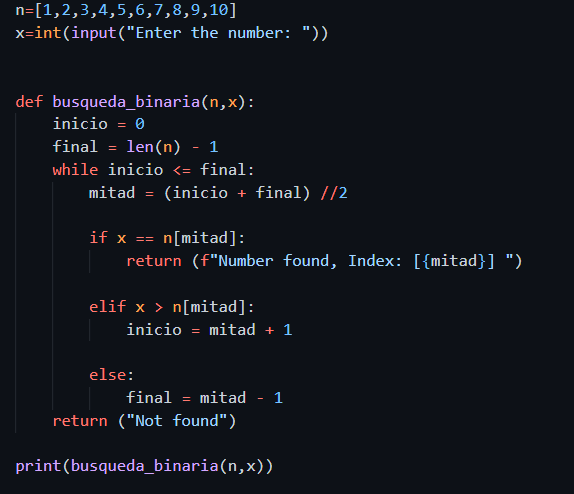 n=[1,2,3,4,5,6,7,8,9,10]
x=int(input("Enter the number: "))
def busqueda_binaria(n,x):
    inicio = 0
    final = len(n) - 1
    while inicio <= final:
        mitad = (inicio + final) //2
        if x == n[mitad]:
            return (f"Number found, Index: [{mitad}] ")
        elif x > n[mitad]:
            inicio = mitad + 1
        else:
            final = mitad - 1
    return ("Not found")
print(busqueda_binaria(n,x))